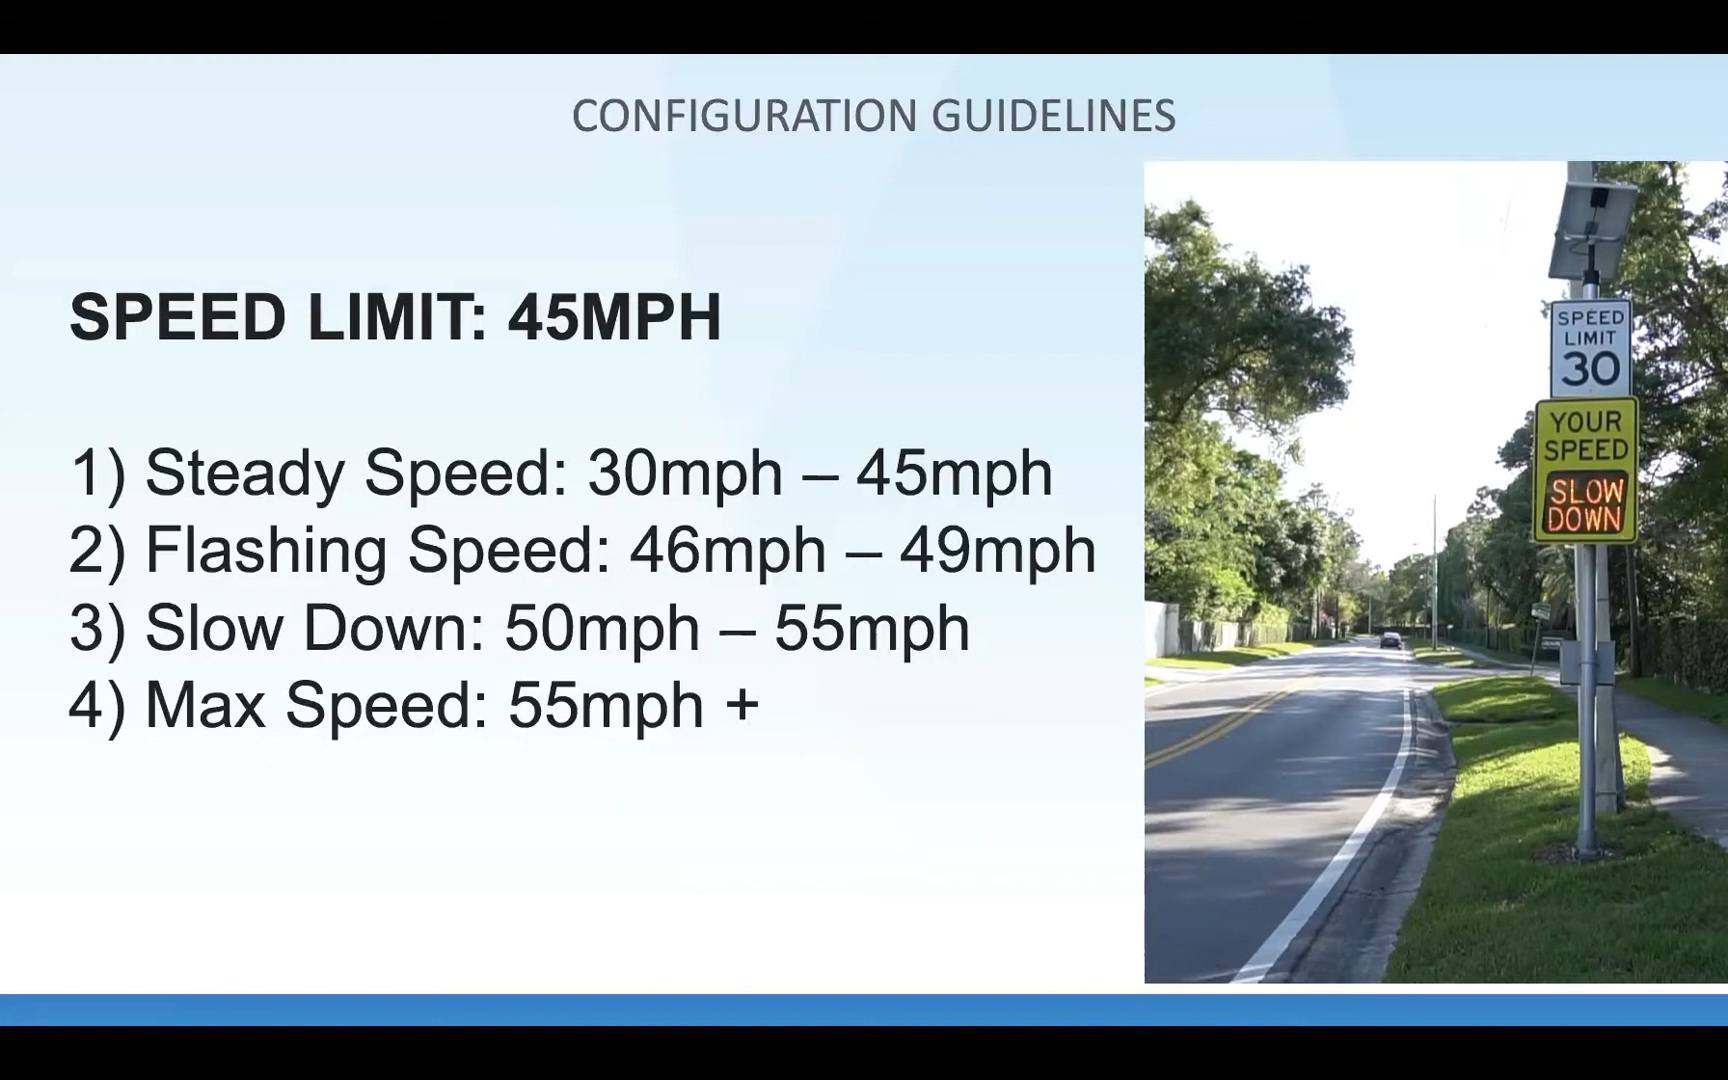 CONFIGURATION GUIDELINES
SPEED LIMIT: 45MPH
1) Steady Speed: 30mph – 45mph
2) Flashing Speed: 46mph – 49mph
3) Slow Down: 50mph – 55mph
4) Max Speed: 55mph +
SPEED
LIMIT
30
YOUR
SPEED
SLOW
DOWN